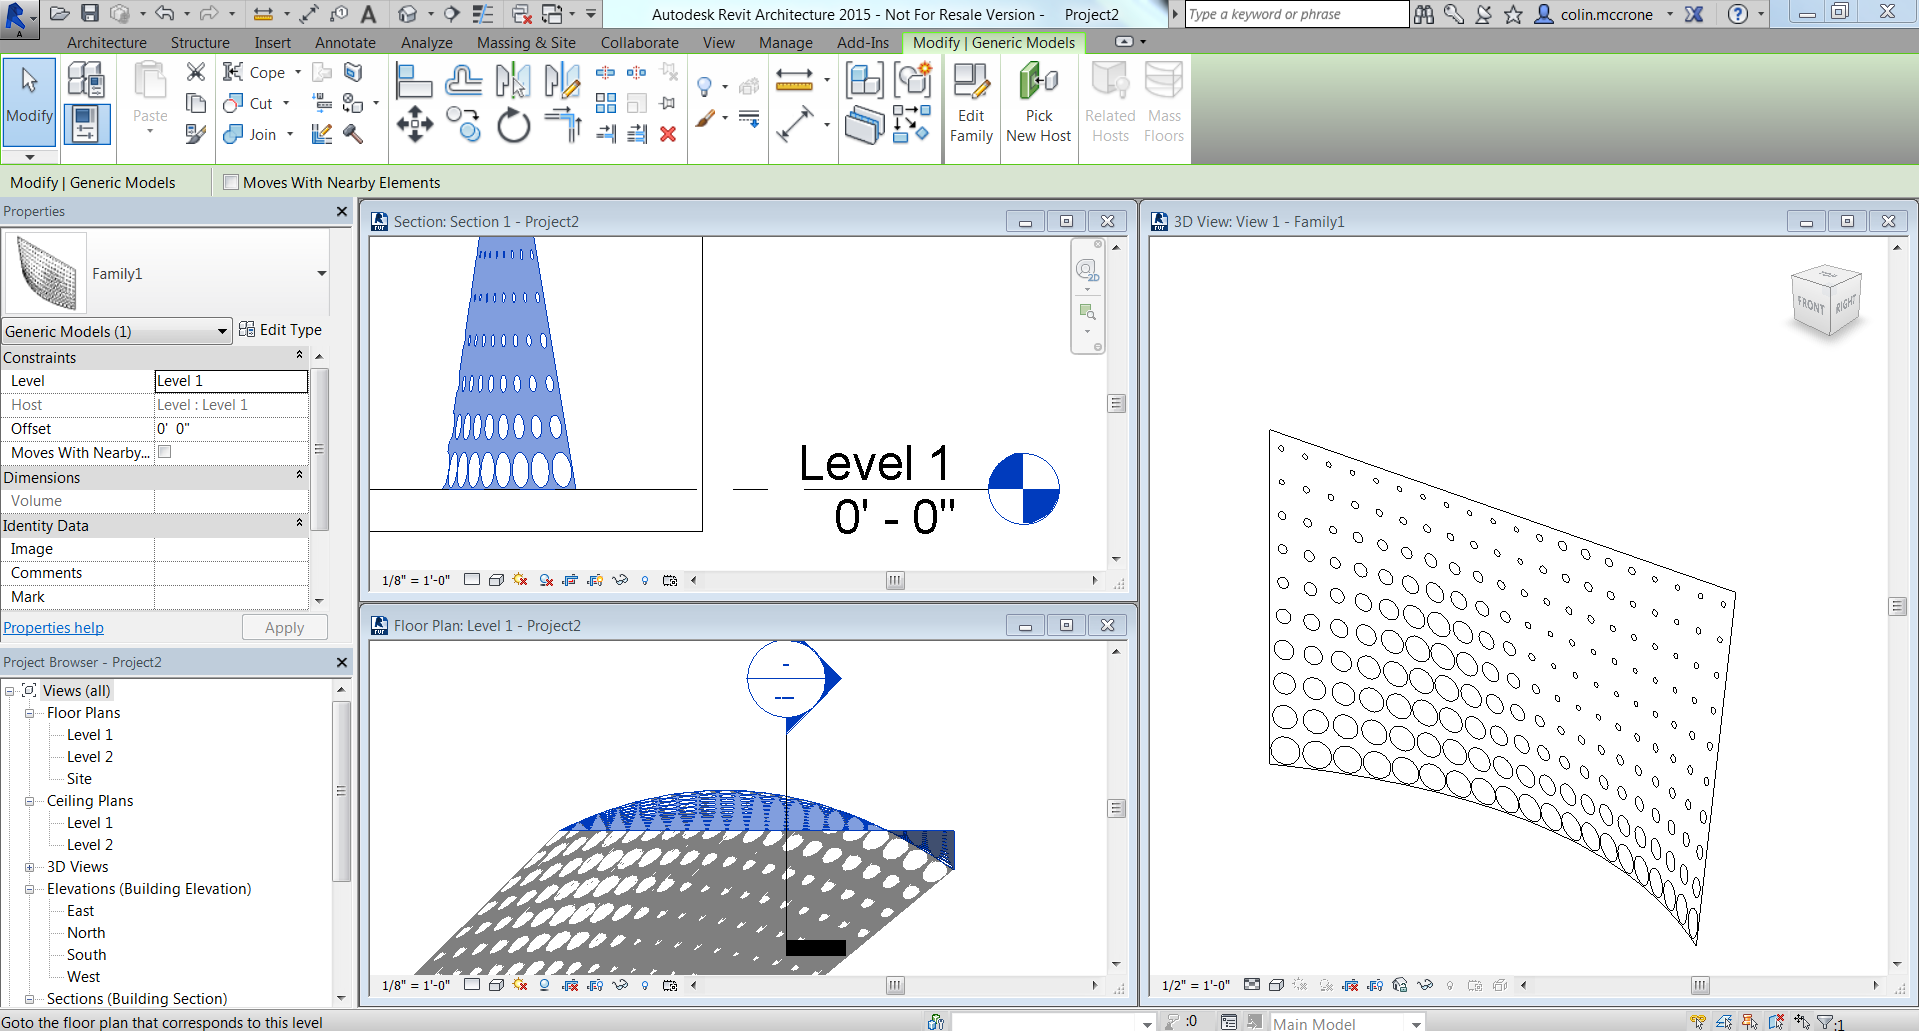 Autodesk Revit Architecture 2015 - Not For Resale Version -     Project2
Type a keyword or phrase
colin.mccrone
Architecture
Structure
Insert
Annotate
Analyze
Massing & Site
Collaborate
View
Manage
Add-Ins
Modify | Generic Models
Modify
Paste
Cope
Cut
Join
Edit
Family
Pick
New Host
Related
Hosts
Mass
Floors
Modify | Generic Models
Moves With Nearby Elements
Properties
Family1
Generic Models (1)
Edit Type
Constraints
Level
Level 1
Host
Level : Level 1
Offset
0'  0"
Moves With Nearby...
Dimensions
Volume
Identity Data
Image
Comments
Mark
Properties help
Apply
Project Browser - Project2
Views (all)
Floor Plans
Level 1
Level 2
Site
Ceiling Plans
Level 1
Level 2
3D Views
Elevations (Building Elevation)
East
North
South
West
Sections (Building Section)
Section: Section 1 - Project2
2D
Level 1
0' - 0"
1/8" = 1'-0"
Floor Plan: Level 1 - Project2
1/8" = 1'-0"
3D View: View 1 - Family1
TOP
FRONT
RIGHT
1/2" = 1'-0"
Goto the floor plan that corresponds to this level
:0
Main Model
:1